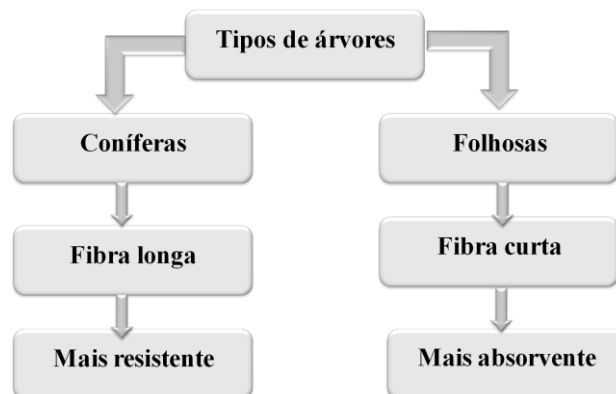 Tipos de árvores
Coníferas
Folhosas
Fibra longa
Fibra curta
Mais resistente
Mais absorvente